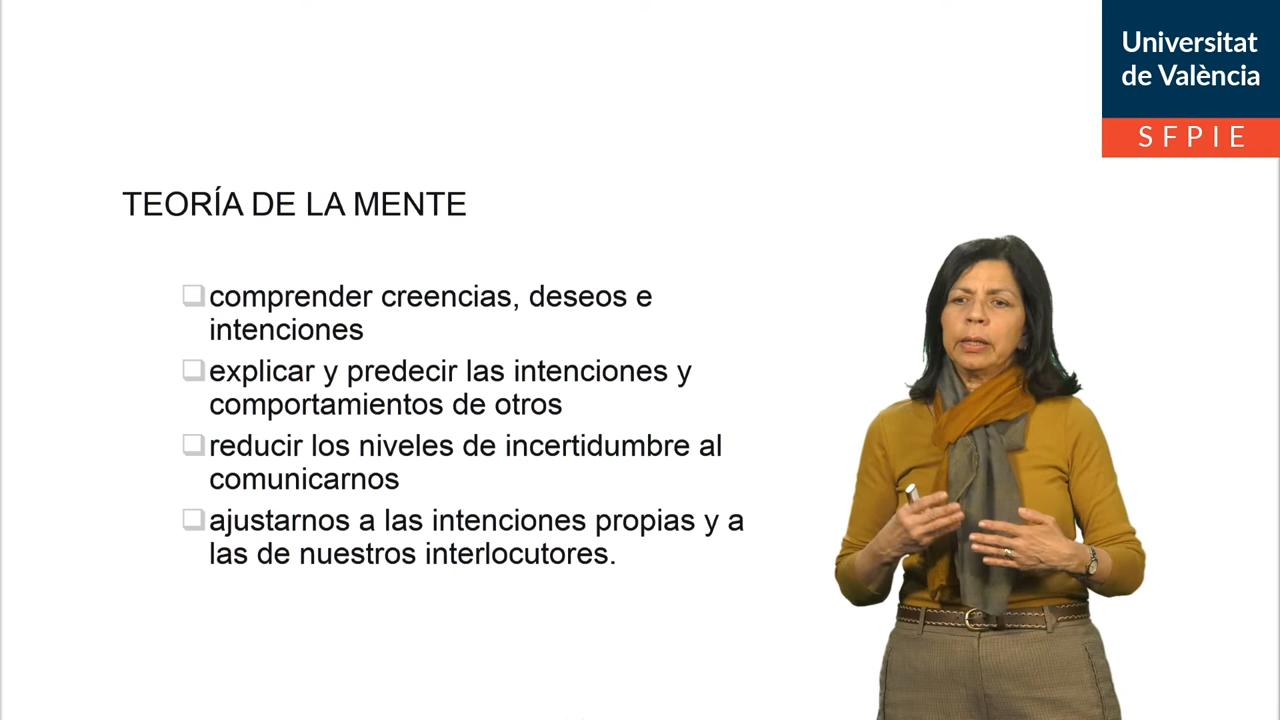 Universitat
de València
SFPIE
TEORÍA DE LA MENTE
comprender creencias, deseos e
intenciones
explicar y predecir las intenciones y
comportamientos de otros
reducir los niveles de incertidumbre al
comunicarnos
ajustarnos a las intenciones propias y a
las de nuestros interlocutores.